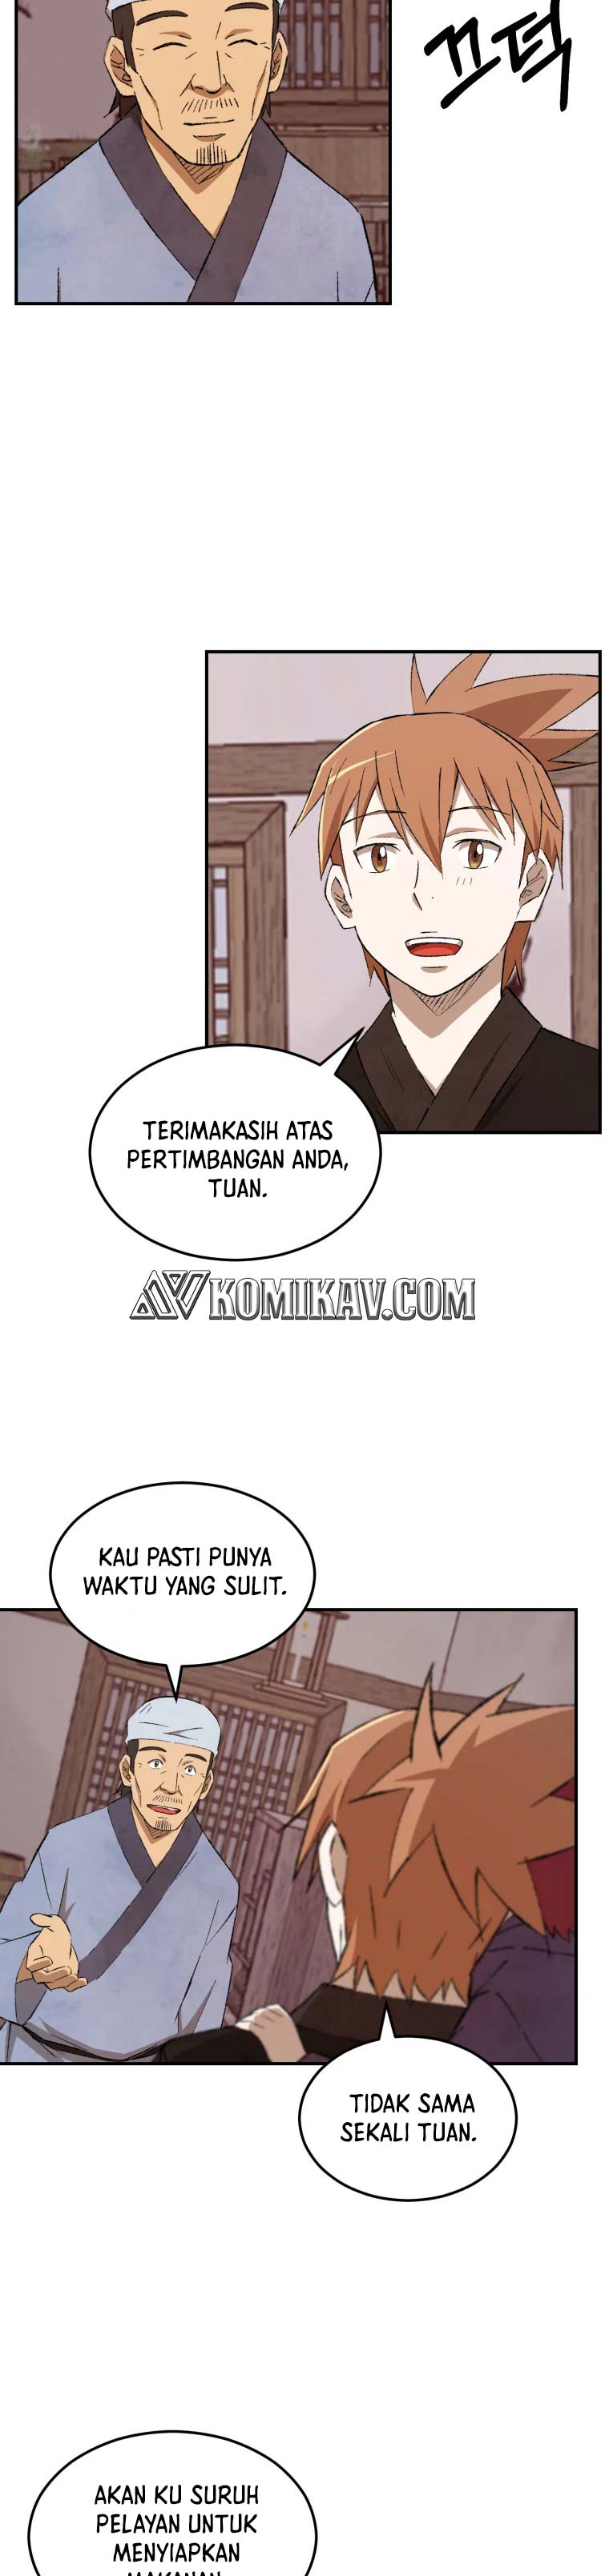 끄덕
TERIMAKASIH ATAS
PERTIMBANGAN ANDA,
TUAN.
KOMIKAV.COM
KAU PASTI PUNYA
WAKTU YANG SULIT.
TIDAK SAMA
SEKALI TUAN.
AKAN KU SURUH
PELAYAN UNTUK
MENYIAPKAN
MAKANAN